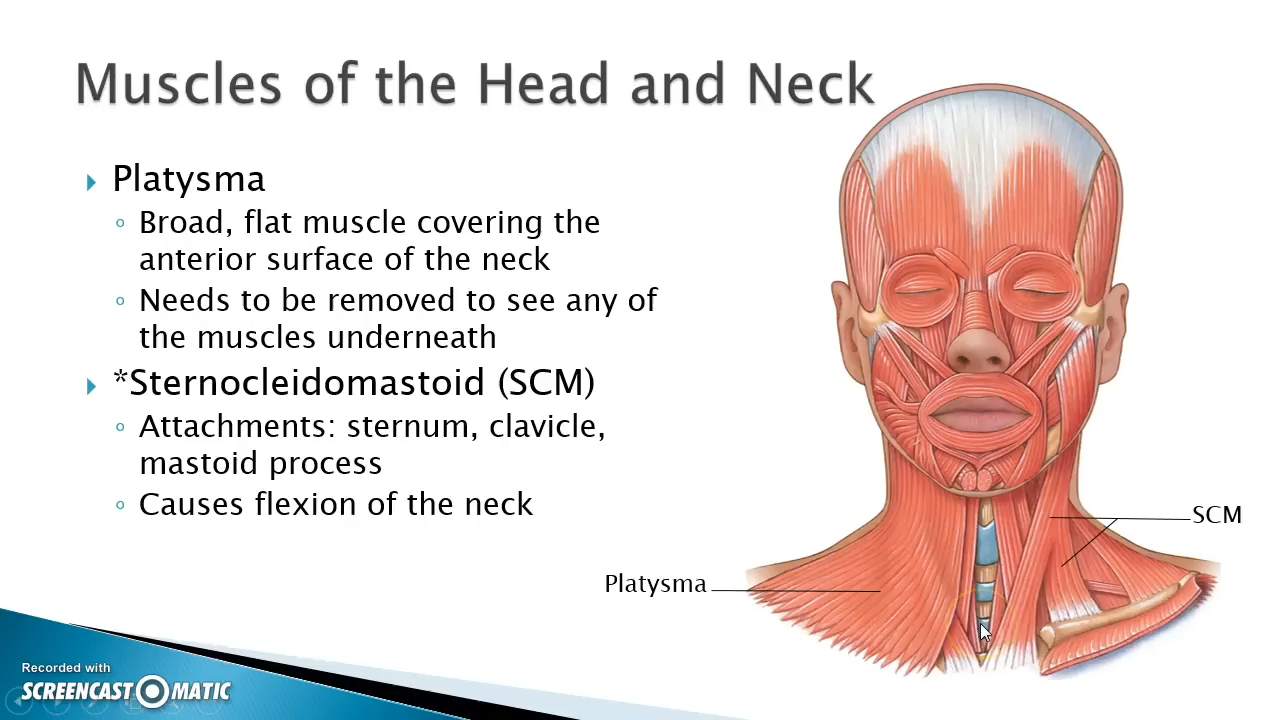 Muscles of the Head and Neck
Platysma
Broad, flat muscle covering the
anterior surface of the neck
Needs to be removed to see any of
the muscles underneath
*Sternocleidomastoid (SCM)
Attachments: sternum, clavicle,
mastoid process
Causes flexion of the neck
SCM
Platysma
Recorded with
SCREENCAST-O-MATIC